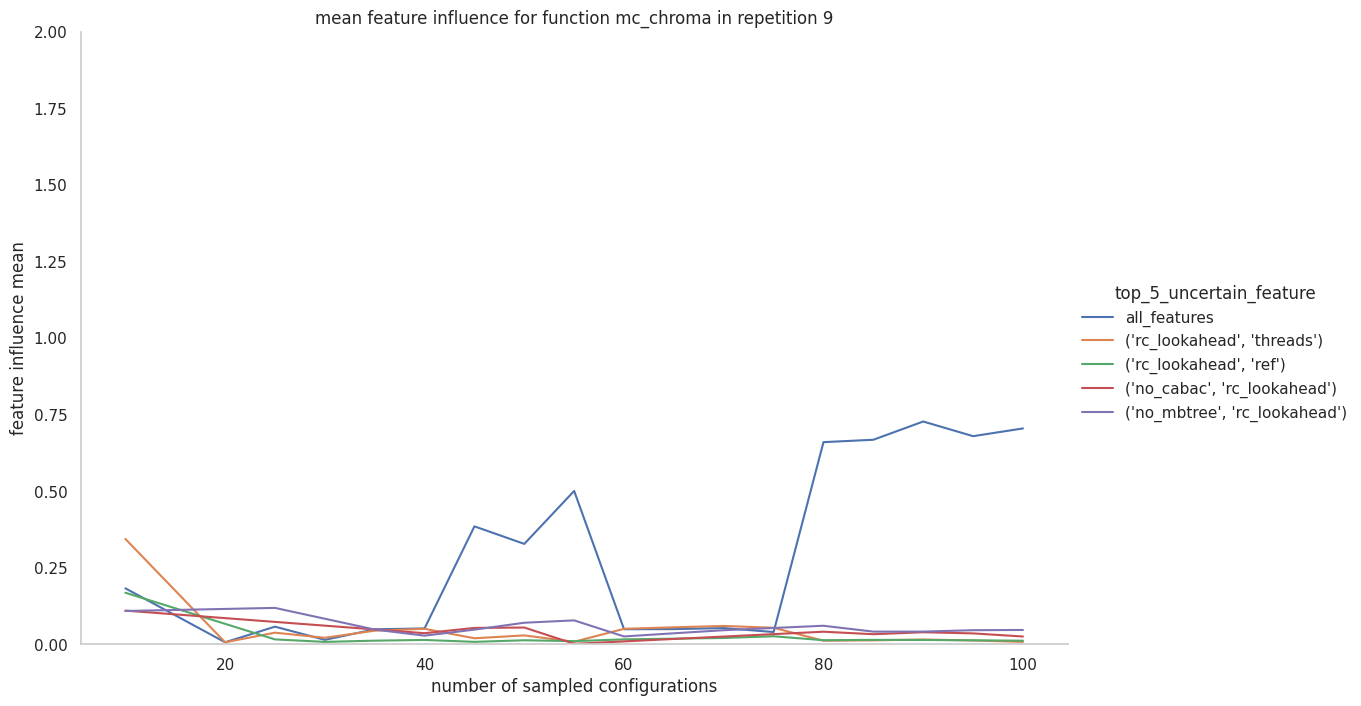 mean feature influence for function mc_chroma in repetition 9
2.00
1.75
1.50
1.25
1.00
0.75
0.50
0.25
0.00
feature influence mean
20
40
60
80
100
number of sampled configurations
top_5_uncertain_feature
all_features
('rc_lookahead', 'threads')
('rc_lookahead', 'ref')
('no_cabac', 'rc_lookahead')
('no_mbtree', 'rc_lookahead')